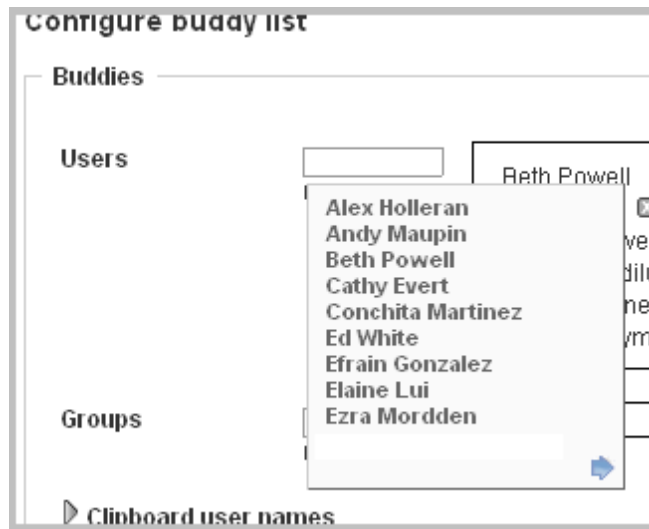 Configure buddy list
Buddies
Users
Beth Powell
Alex Holleran
Andy Maupin
Beth Powell
Cathy Evert
Conchita Martinez
Ed White
Efrain Gonzalez
Elaine Lui
Ezra Mordden
Groups
Clipboard user names